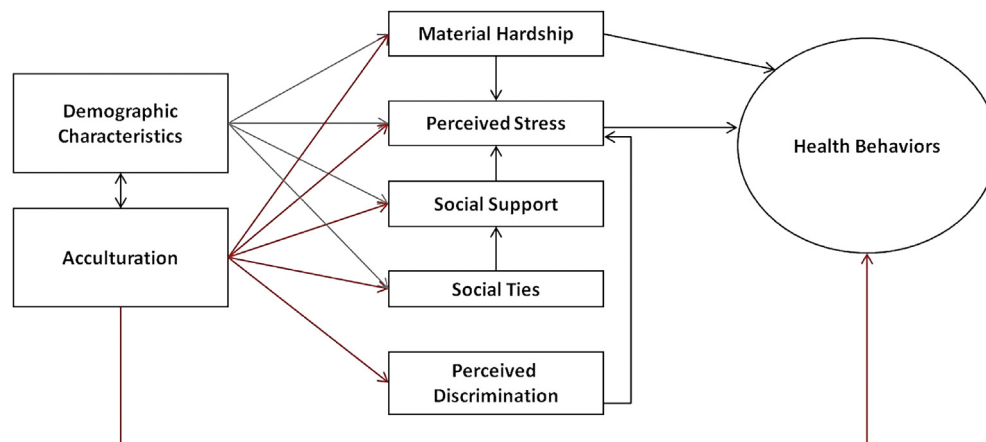 Material Hardship
Demographic
Characteristics
Perceived Stress
Health Behaviors
Social Support
Acculturation
Social Ties
Perceived
Discrimination